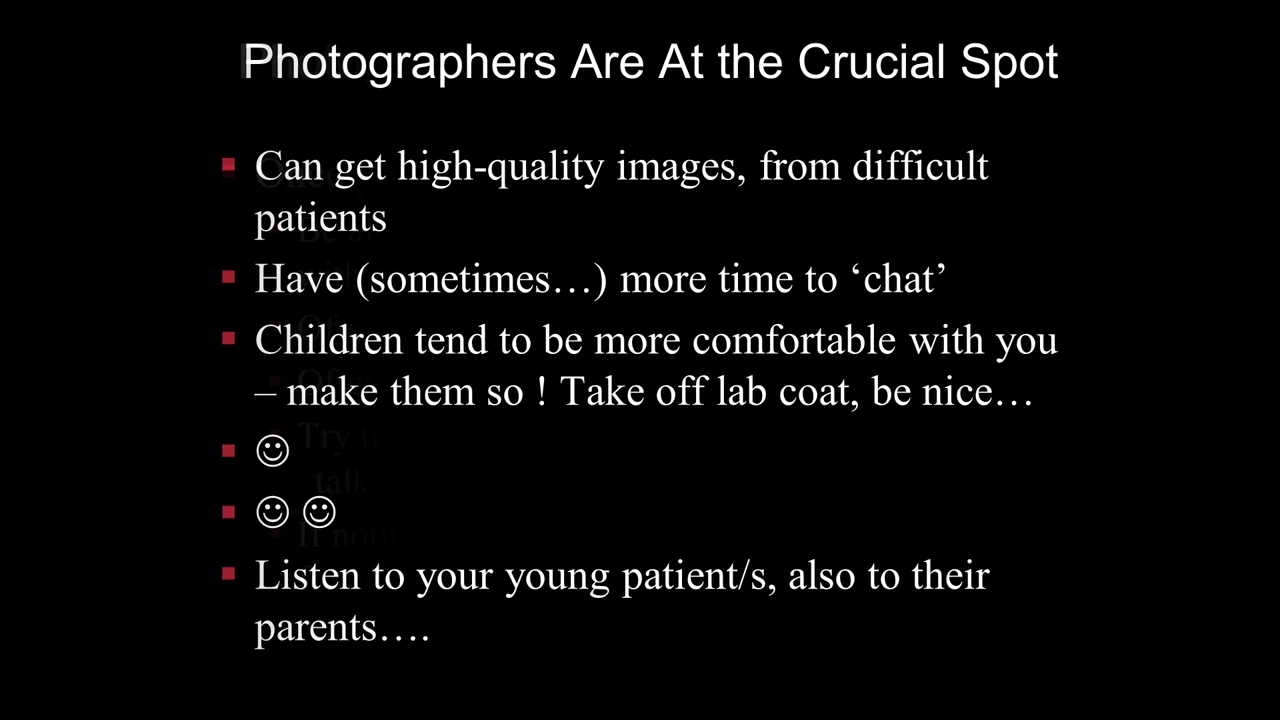 Photographers Are At the Crucial Spot
▪ Can get high-quality images, from difficult
patients
▪ Have (sometimes…) more time to ‘chat’
▪ Children tend to be more comfortable with you
– make them so ! Take off lab coat, be nice…
▪ ☺
▪ ☺ ☺
▪ Listen to your young patient/s, also to their
parents….